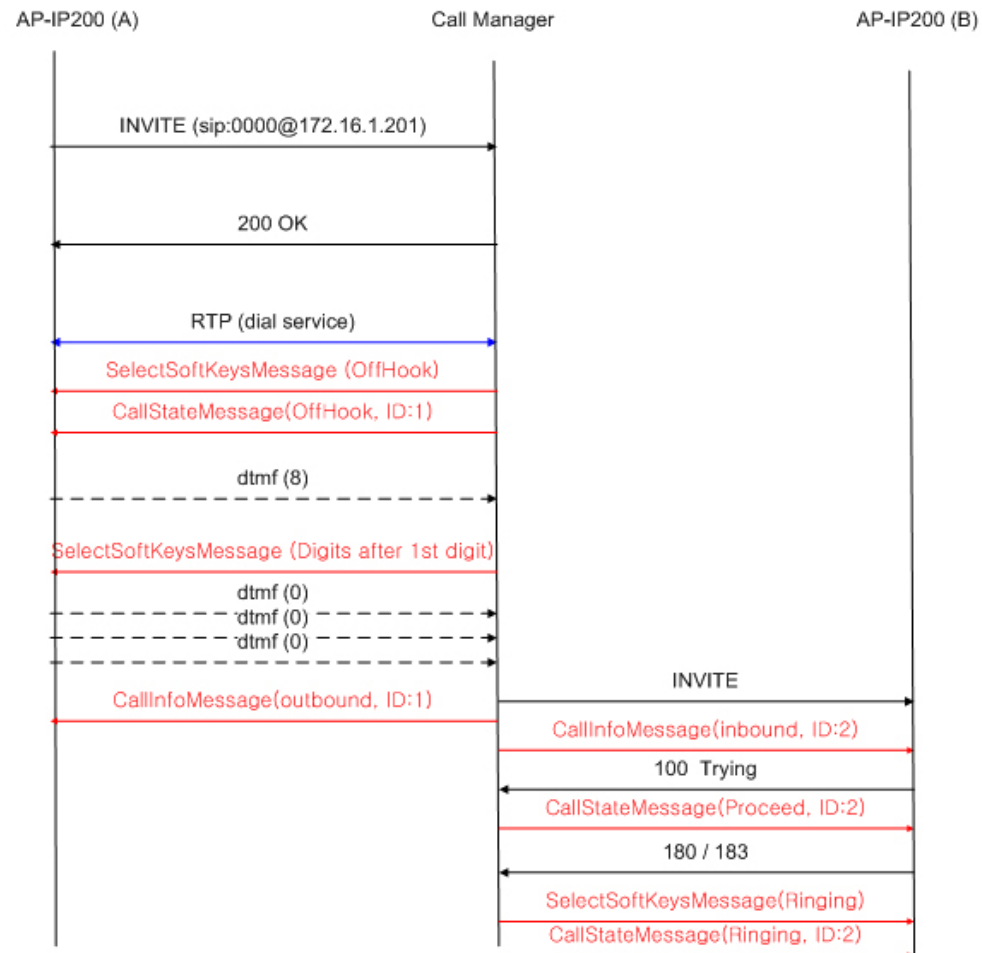 AP-IP200 (A)
Call Manager
AP-IP200 (B)
INVITE (sip:0000@172.16.1.201)
200 OK
RTP (dial service)
SelectSoftKeysMessage (OffHook)
CallStateMessage(OffHook, ID:1)
dtmf (8)
SelectSoftKeysMessage (Digits after 1st digit)
dtmf (0)
dtmf (0)
dtmf (0)
INVITE
CallInfoMessage(outbound, ID:1)
CallInfoMessage(inbound, ID:2)
100 Trying
CallStateMessage(Proceed, ID:2)
180 / 183
SelectSoftKeysMessage(Ringing)
CallStateMessage(Ringing, ID:2)